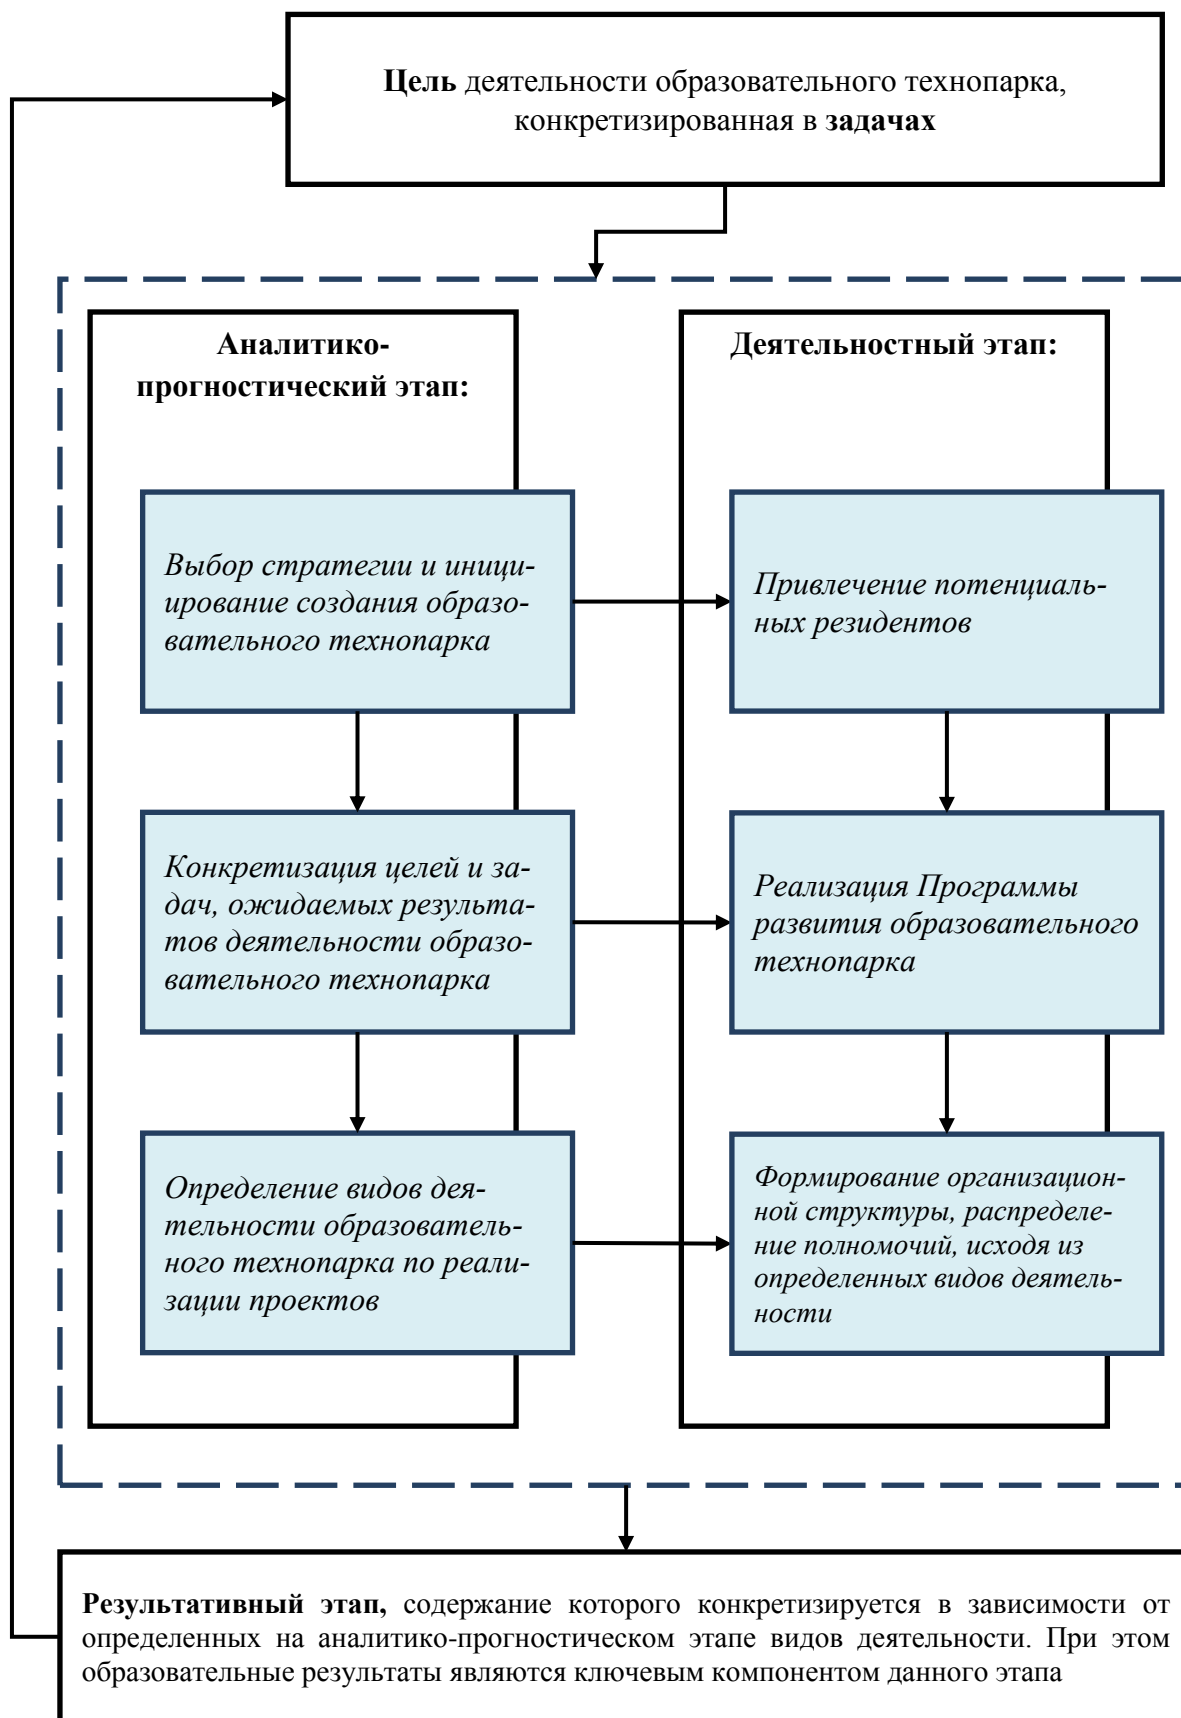 Цель деятельности образовательного технопарка,
конкретизированная в задачах
Аналитико-
прогностический этап:
Деятельностный этап:
Выбор стратегии и иници-
ирование создания образо-
вательного технопарка
Привлечение потенциаль-
ных резидентов
Конкретизация целей и за-
дач, ожидаемых результа-
тов деятельности образо-
вательного технопарка
Реализация Программы
развития образовательного
технопарка
Определение видов дея-
тельности образователь-
ного технопарка по реали-
зации проектов
Формирование организацион-
ной структуры, распределе-
ние полномочий, исходя из
определенных видов деятель-
ности
Результативный этап, содержание которого конкретизируется в зависимости от
определенных на аналитико-прогностическом этапе видов деятельности. При этом
образовательные результаты являются ключевым компонентом данного этапа